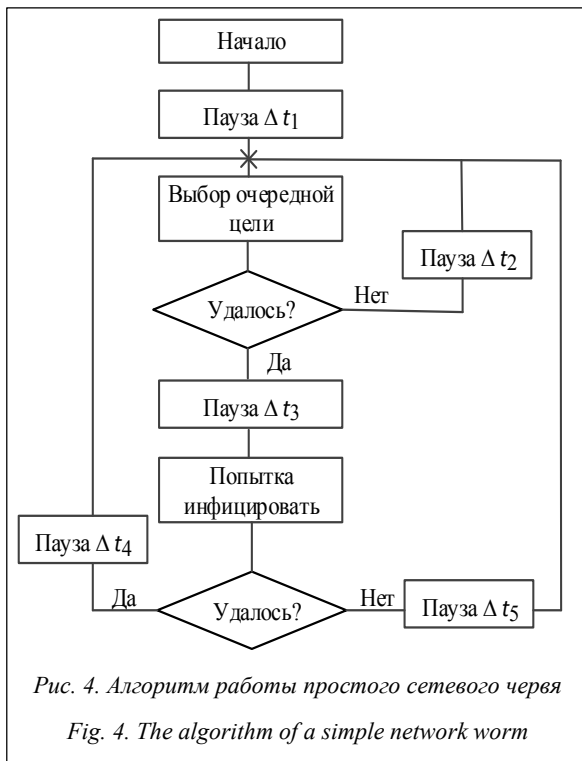 Начало
Пауза Δ t1
Выбор очередной
цели
Пауза Δ t2
Удалось?
Нет
Да
Пауза Δ t3
Попытка
инфицировать
Пауза Δ t4
Да
Удалось?
Нет
Пауза Δ t5
Рис. 4. Алгоритм работы простого сетевого червя
Fig. 4. The algorithm of a simple network worm